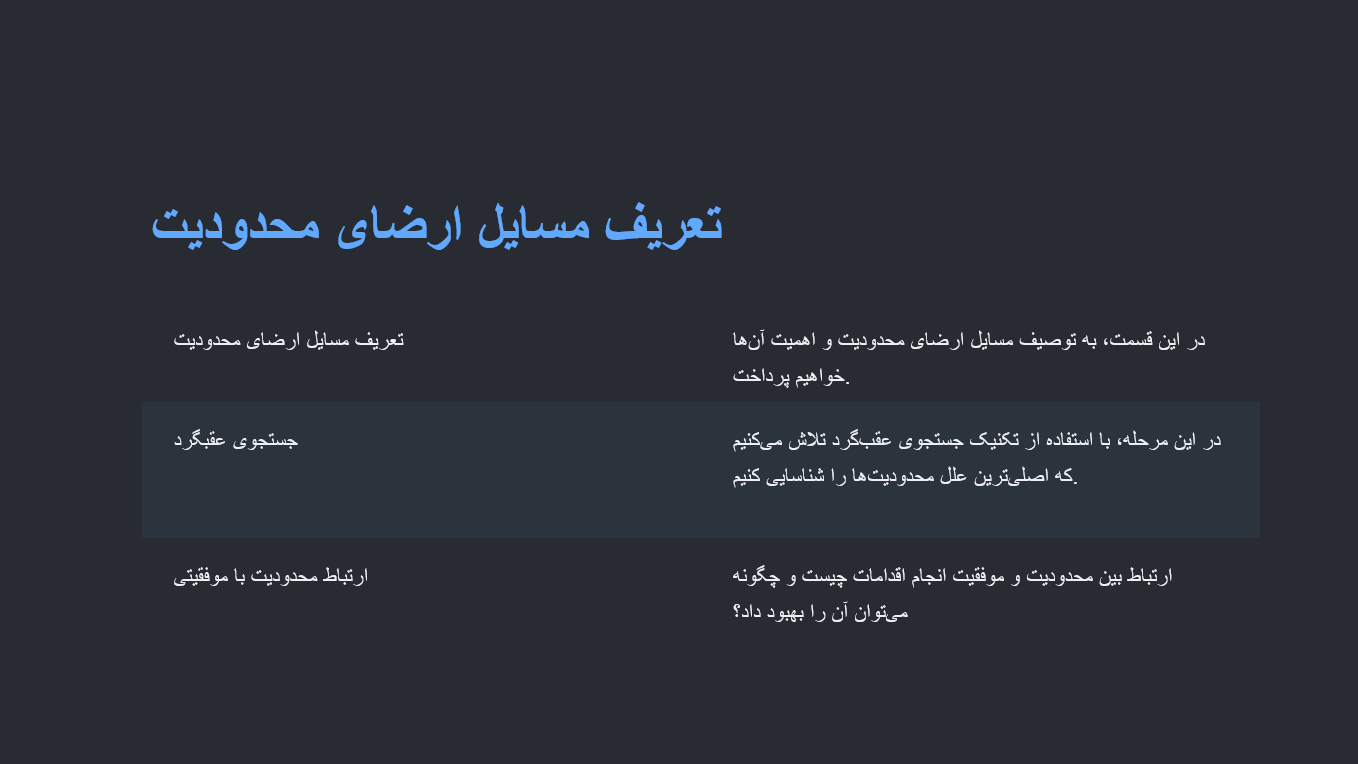 تعریف مسایل ارضای محدودیت
تعریف مسایل ارضای محدودیت
در این قسمت، به توصیف مسایل ارضای محدودیت و اهمیت آن‌ها
خواهیم پرداخت.
جستجوی عقبگرد
در این مرحله، با استفاده از تکنیک جستجوی عقب‌گرد تلاش می‌کنیم
که اصلی‌ترین علل محدودیت‌ها را شناسایی کنیم.
ارتباط محدودیت با موفقیتی
ارتباط بین محدودیت و موفقیت انجام اقدامات چیست و چگونه
می‌توان آن را بهبود داد؟